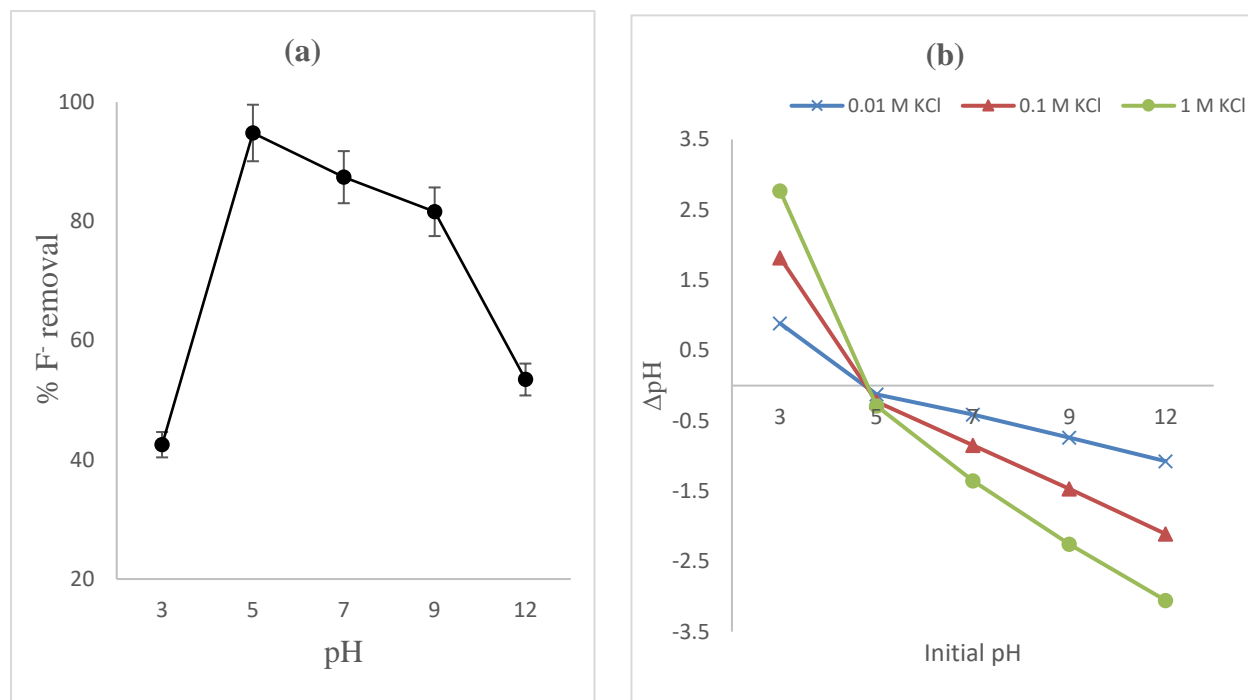 (a)
100
80
60
40
20
% F- removal
3 5 7 9 12
pH
(b)
0.01 M KCl 0.1 M KCl 1 M KCl
3.5
2.5
1.5
0.5
-0.5
-1.5
-2.5
-3.5
ΔpH
3 5 7 9 12
Initial pH